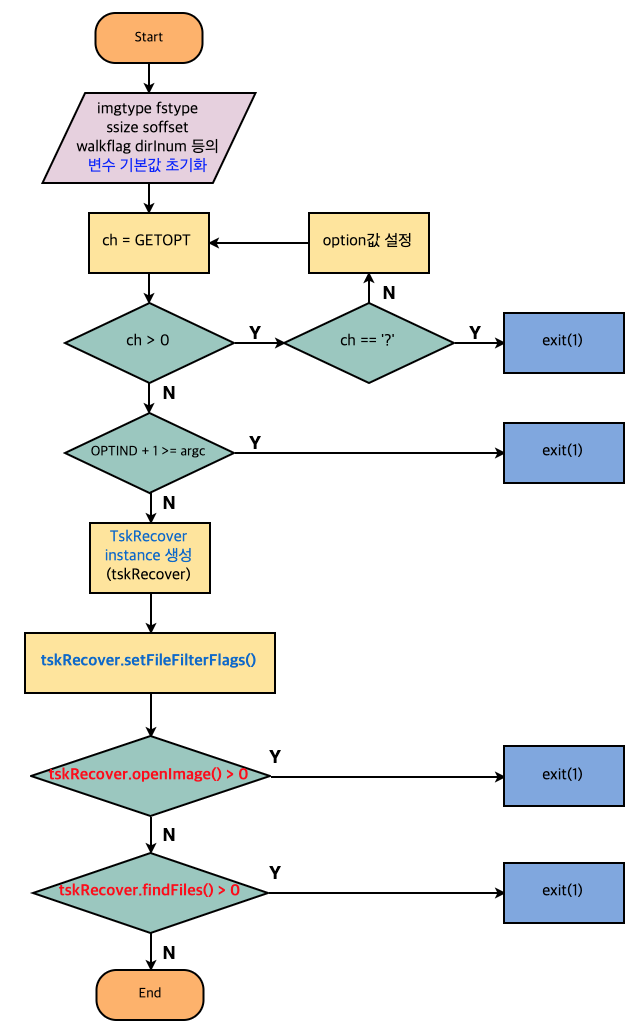 Start
imgtype fstype
ssize soffset
walkflag dirInum 등의
변수 기본값 초기화
ch = GETOPT
option값 설정
N
ch > 0
Y
ch == '?'
Y
exit(1)
N
OPTIND + 1 >= argc
Y
exit(1)
N
TskRecover
instance 생성
(tskRecover)
tskRecover.setFileFilterFlags()
Y
tskRecover.openImage() > 0
exit(1)
N
Y
tskRecover.findFiles() > 0
exit(1)
N
End